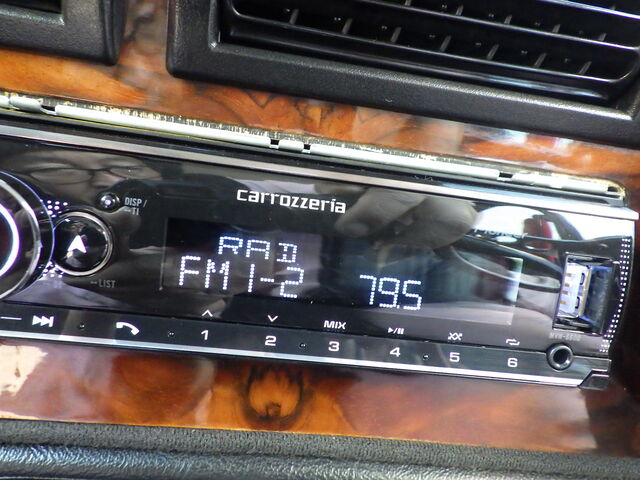 carrozzeria
DISP/
LIST
RAD
FM1-2 79.5
MIX
1 2 3 4 5 6